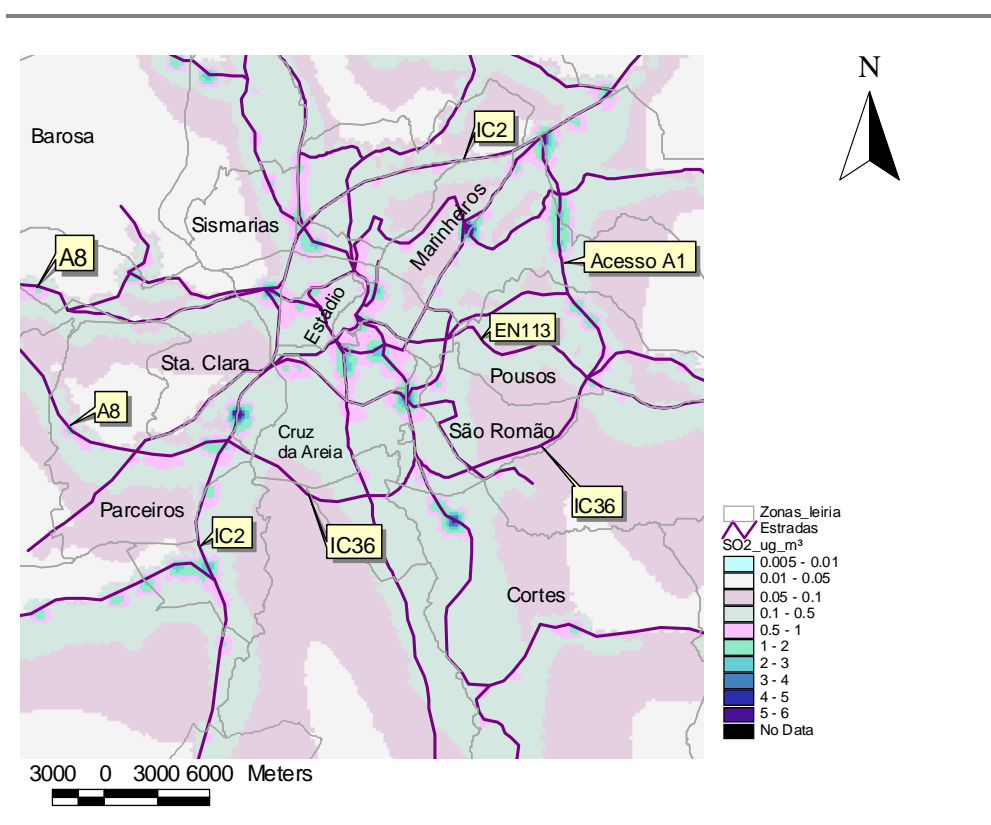 N
Barosa
IC2
Marinheiros
Sismarias
A8
Acesso A1
Estádio
EN113
Sta. Clara
Pousos
A8
São Romão
Cruz
da Areia
IC36
Parceiros
IC2
IC36
Cortes
Zonas_leiria
Estradas
SO2_ug_m³
0.005 - 0.01
0.01 - 0.05
0.05 - 0.1
0.1 - 0.5
0.5 - 1
1 - 2
2 - 3
3 - 4
4 - 5
5 - 6
No Data
3000 0 3000 6000 Meters